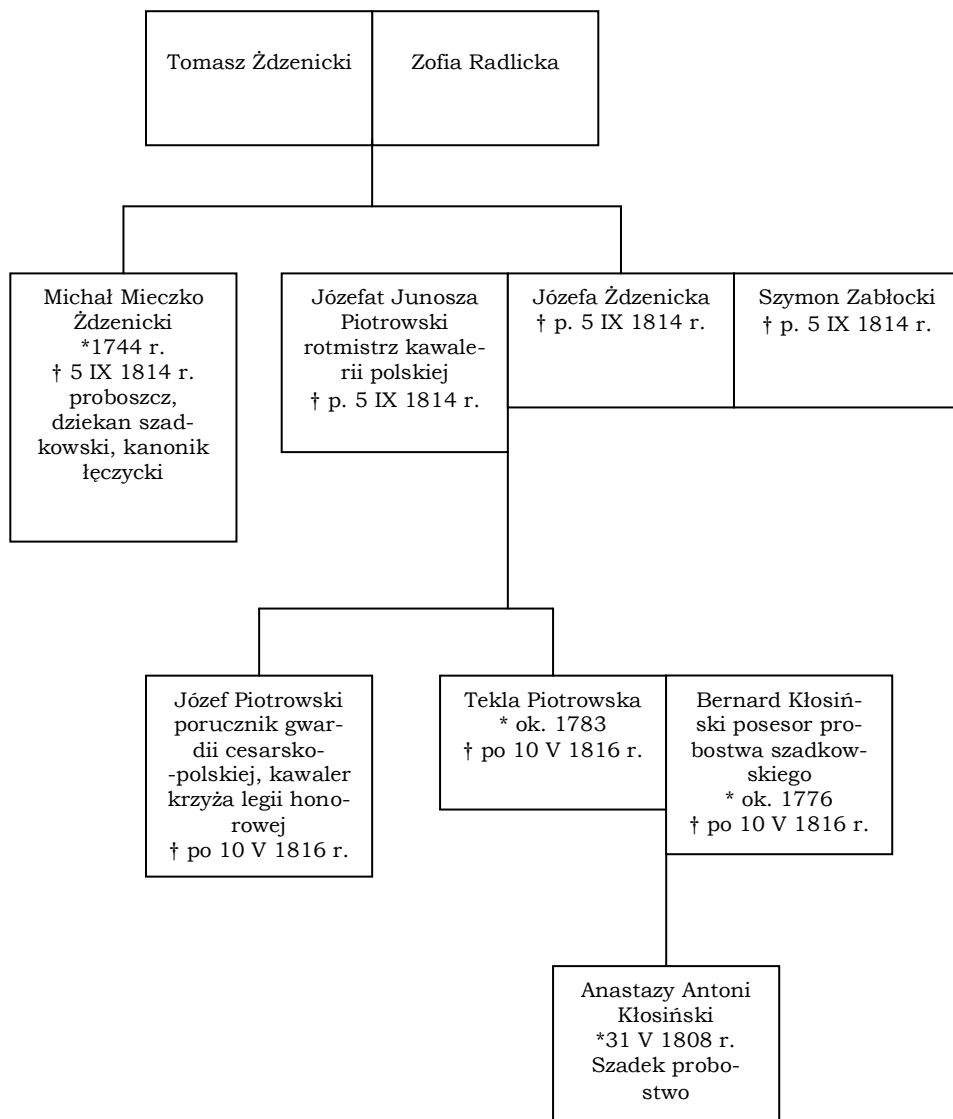 Tomasz Żdzenicki
Zofia Radlicka
Michał Mieczko
Żdzenicki
*1744 r.
† 5 IX 1814 r.
proboszcz,
dziekan szad-
kowski, kanonik
łęczycki
Józefat Junosza
Piotrowski
rotmistrz kawale-
rii polskiej
† p. 5 IX 1814 r.
Józefa Żdzenicka
† p. 5 IX 1814 r.
Szymon Zabłocki
† p. 5 IX 1814 r.
Józef Piotrowski
porucznik gwar-
dii cesarsko-
-polskiej, kawaler
krzyża legii hono-
rowej
† po 10 V 1816 r.
Tekla Piotrowska
* ok. 1783
† po 10 V 1816 r.
Bernard Kłosiń-
ski posesor pro-
bostwa szadkow-
skiego
* ok. 1776
† po 10 V 1816 r.
Anastazy Antoni
Kłosiński
*31 V 1808 r.
Szadek probo-
stwo